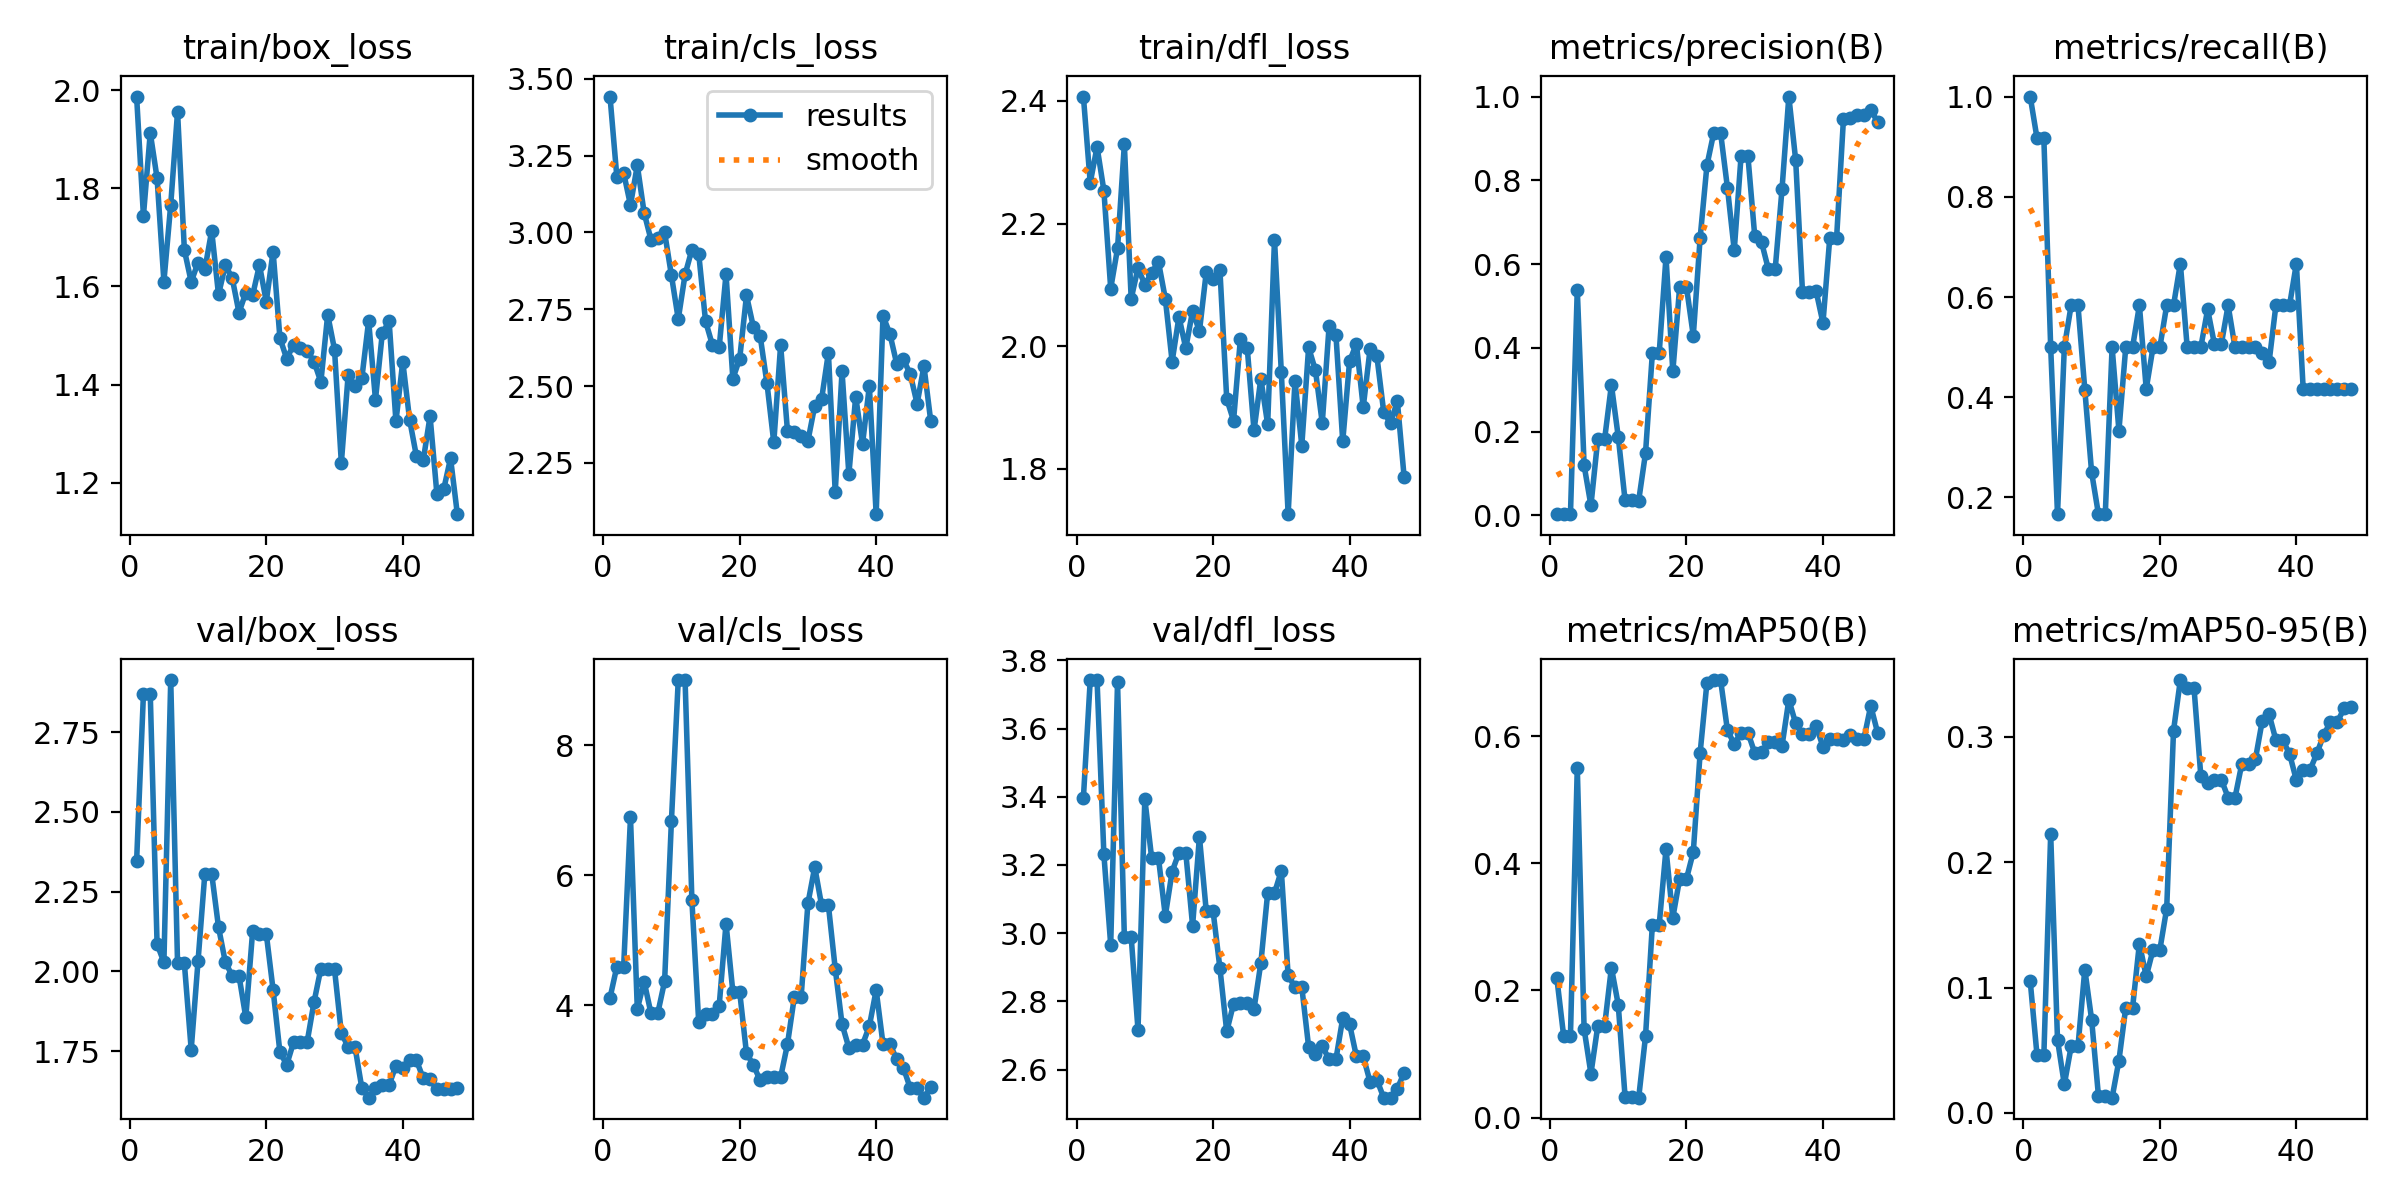 train/box_loss
2.0
1.8
1.6
1.4
1.2
0 20 40
train/cls_loss
3.50
3.25
3.00
2.75
2.50
2.25
results
smooth
0 20 40
train/dfl_loss
2.4
2.2
2.0
1.8
0 20 40
metrics/precision(B)
1.0
0.8
0.6
0.4
0.2
0.0
0 20 40
metrics/recall(B)
1.0
0.8
0.6
0.4
0.2
0 20 40
val/box_loss
2.75
2.50
2.25
2.00
1.75
0 20 40
val/cls_loss
8
6
4
0 20 40
val/dfl_loss
3.8
3.6
3.4
3.2
3.0
2.8
2.6
0 20 40
metrics/mAP50(B)
0.6
0.4
0.2
0.0
0 20 40
metrics/mAP50-95(B)
0.3
0.2
0.1
0.0
0 20 40